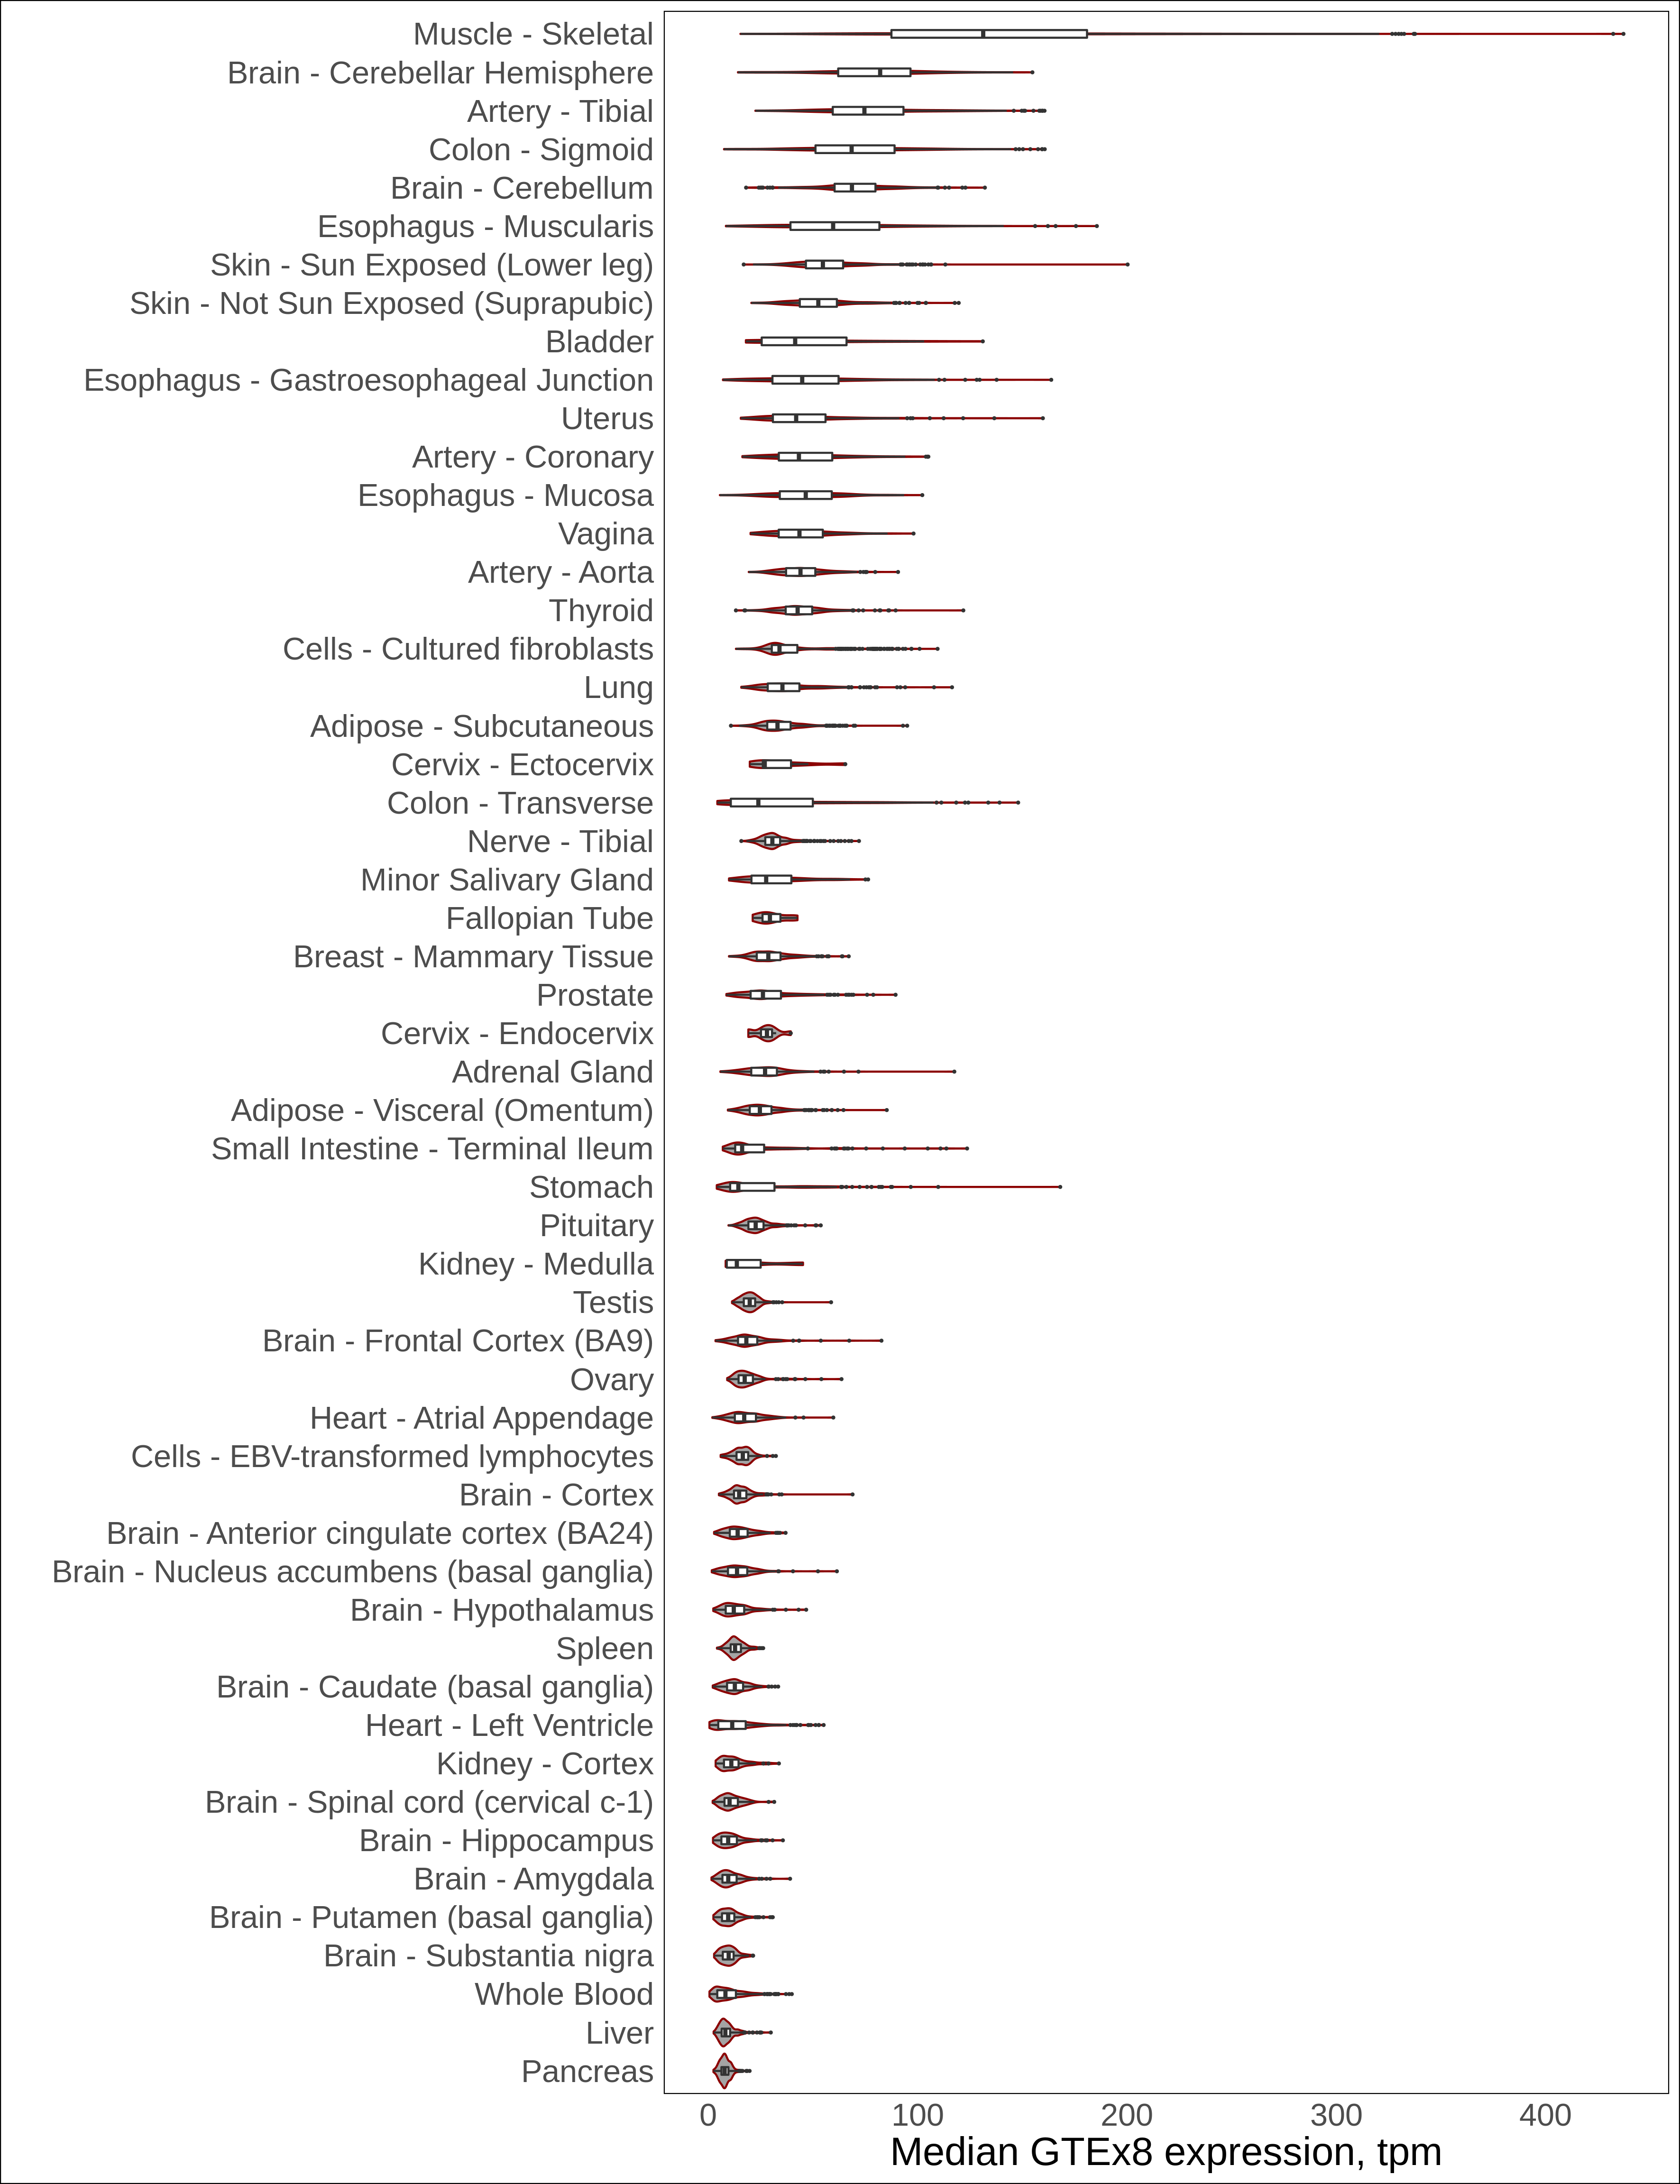 Muscle - Skeletal
Brain - Cerebellar Hemisphere
Artery - Tibial
Colon - Sigmoid
Brain - Cerebellum
Esophagus - Muscularis
Skin - Sun Exposed (Lower leg)
Skin - Not Sun Exposed (Suprapubic)
Bladder
Esophagus - Gastroesophageal Junction
Uterus
Artery - Coronary
Esophagus - Mucosa
Vagina
Artery - Aorta
Thyroid
Cells - Cultured fibroblasts
Lung
Adipose - Subcutaneous
Cervix - Ectocervix
Colon - Transverse
Nerve - Tibial
Minor Salivary Gland
Fallopian Tube
Breast - Mammary Tissue
Prostate
Cervix - Endocervix
Adrenal Gland
Adipose - Visceral (Omentum)
Small Intestine - Terminal Ileum
Stomach
Pituitary
Kidney - Medulla
Testis
Brain - Frontal Cortex (BA9)
Ovary
Heart - Atrial Appendage
Cells - EBV-transformed lymphocytes
Brain - Cortex
Brain - Anterior cingulate cortex (BA24)
Brain - Nucleus accumbens (basal ganglia)
Brain - Hypothalamus
Spleen
Brain - Caudate (basal ganglia)
Heart - Left Ventricle
Kidney - Cortex
Brain - Spinal cord (cervical c-1)
Brain - Hippocampus
Brain - Amygdala
Brain - Putamen (basal ganglia)
Brain - Substantia nigra
Whole Blood
Liver
Pancreas
0 100 200 300 400
Median GTEx8 expression, tpm